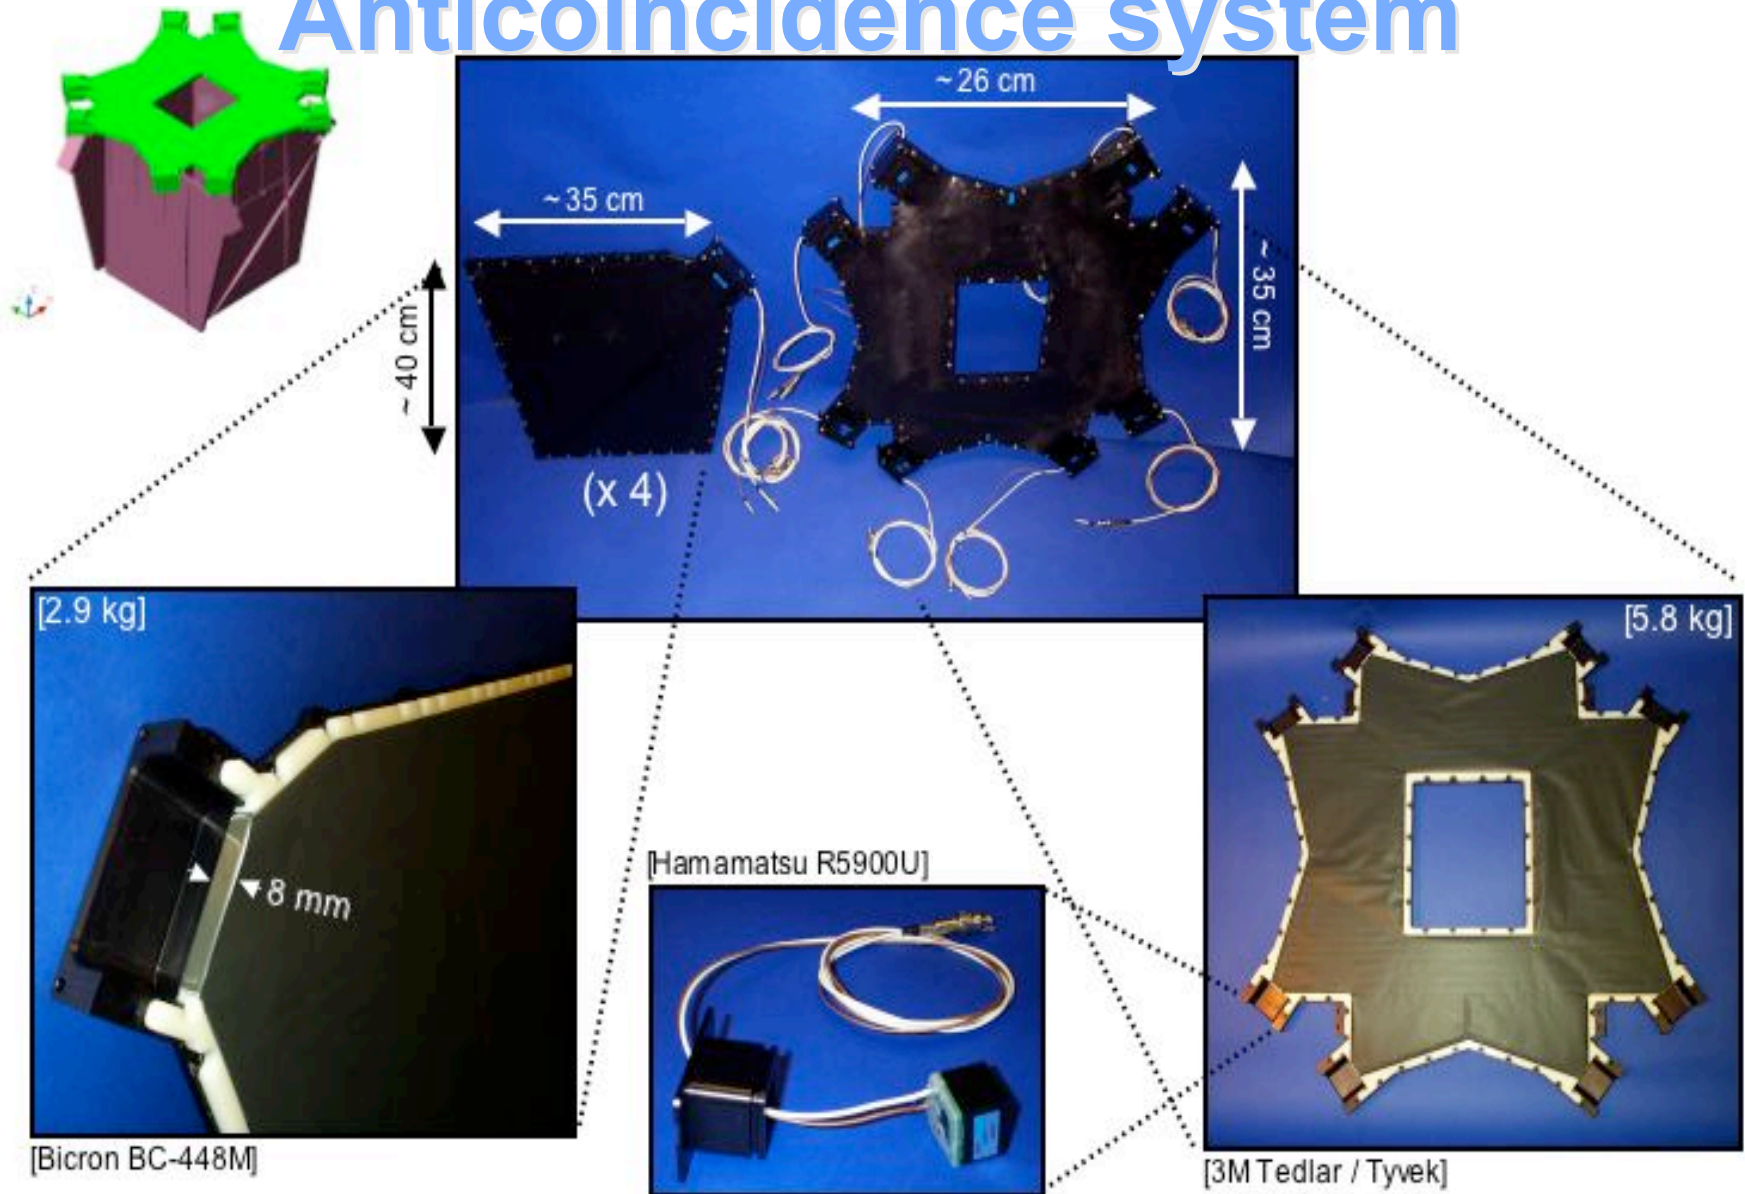 Anticoincidence system
~ 26 cm
~ 35 cm
~ 35 cm
~ 40 cm
(x 4)
[2.9 kg]
[5.8 kg]
8 mm
[Hamamatsu R5900U]
[Bicron BC-448M]
[3M Tedlar / Tyvek]